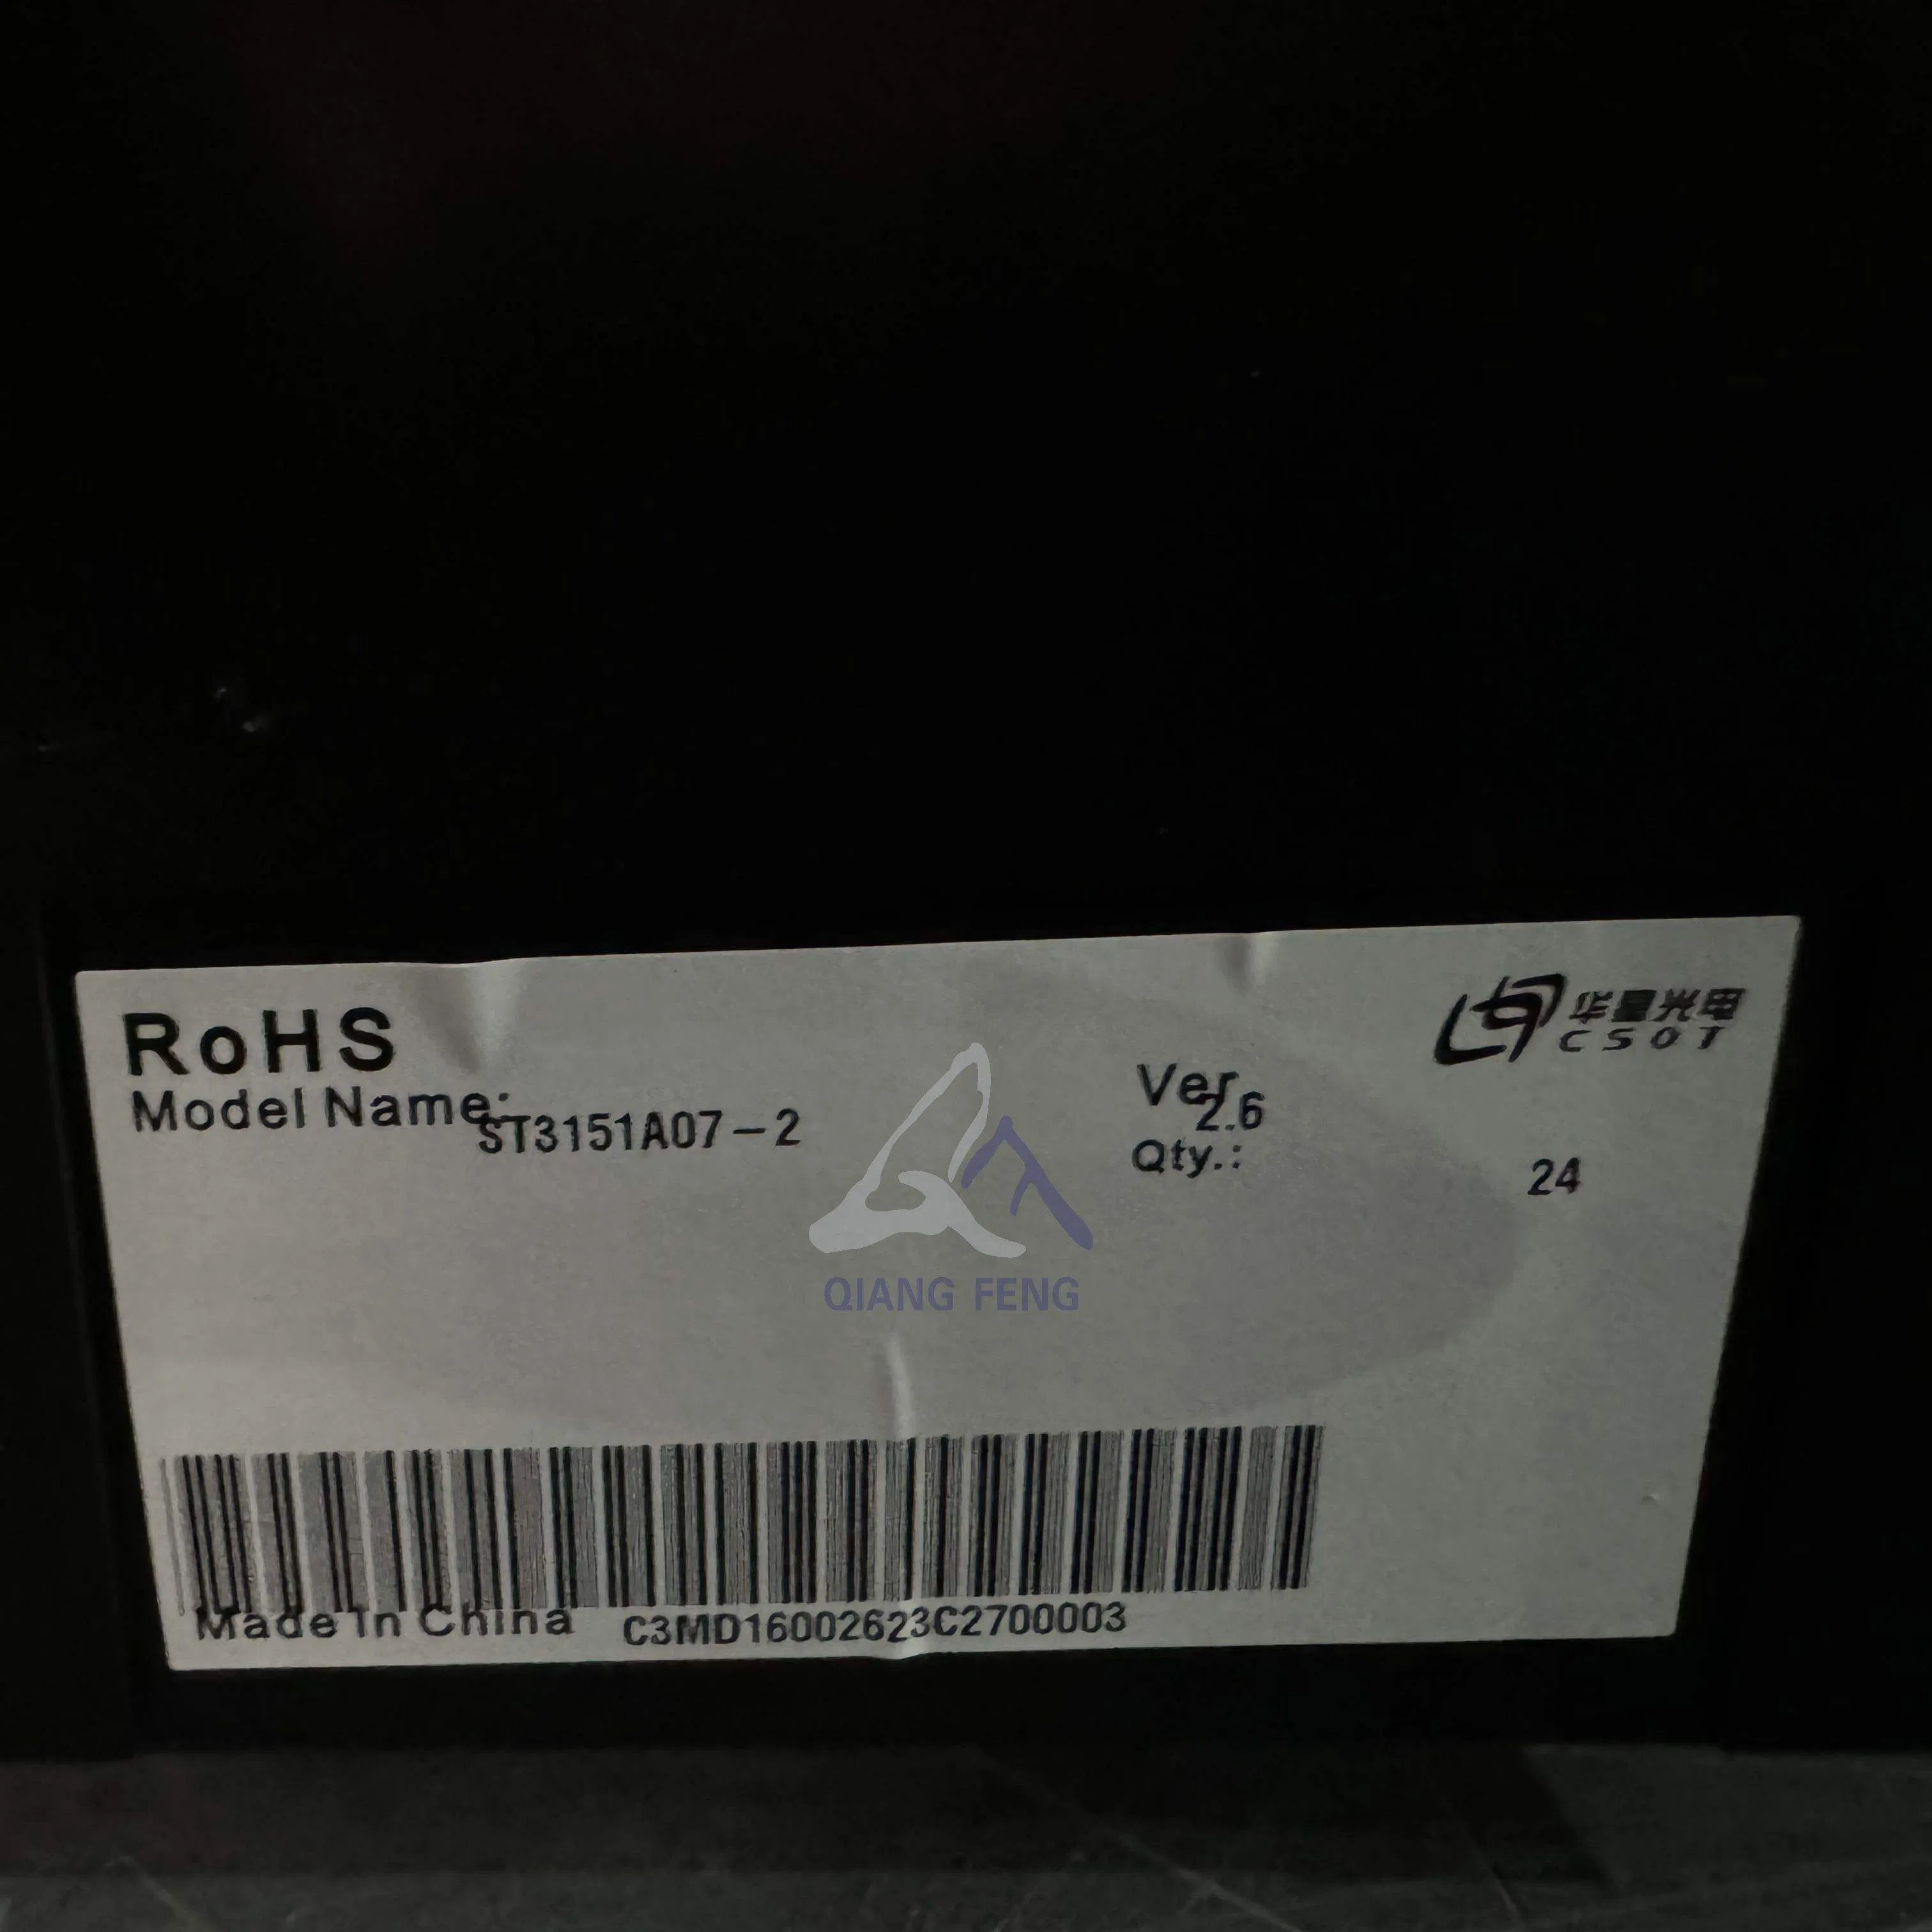 RoHS
华星光电
CSOT
Model Name: ST3151A07-2
Ver. 2.6
Qty.: 24
QIANG FENG
Made In China C3MD16002623C2700003